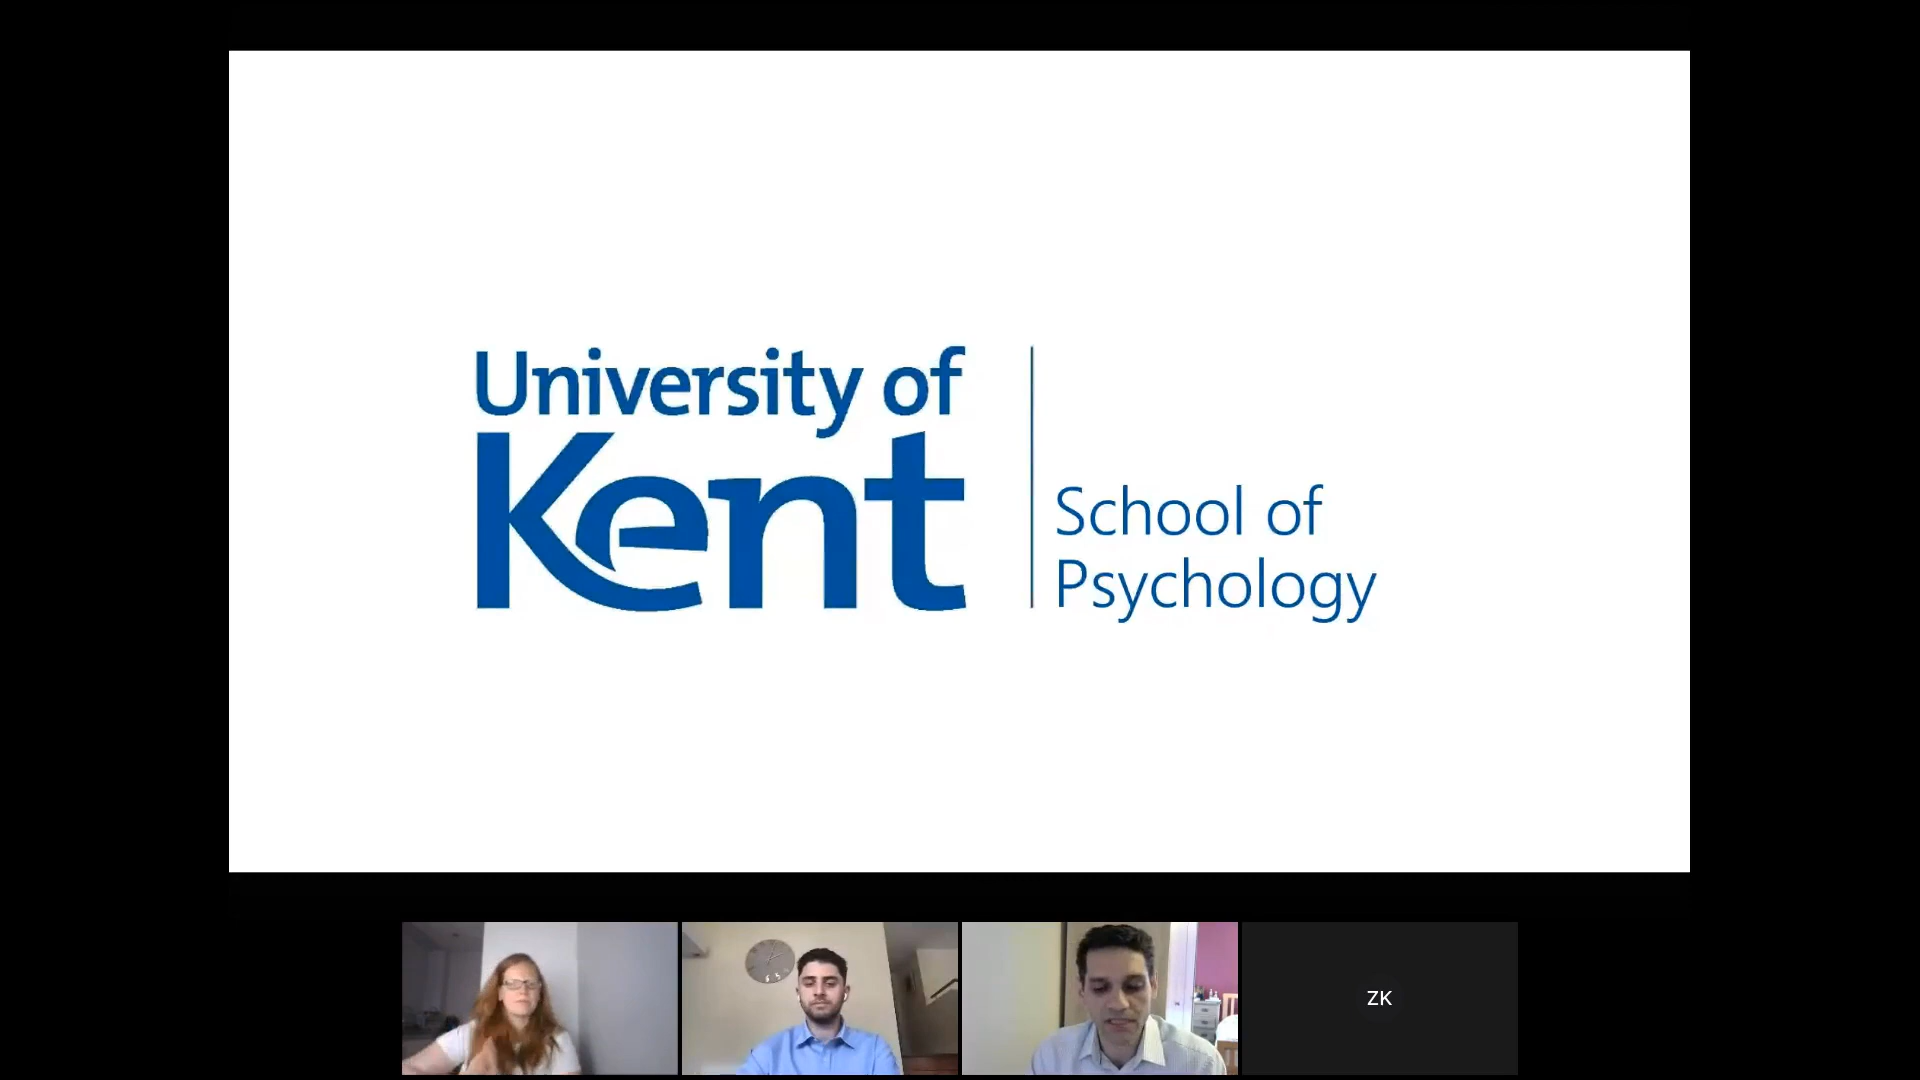 University of
Kent
School of
Psychology
ZK